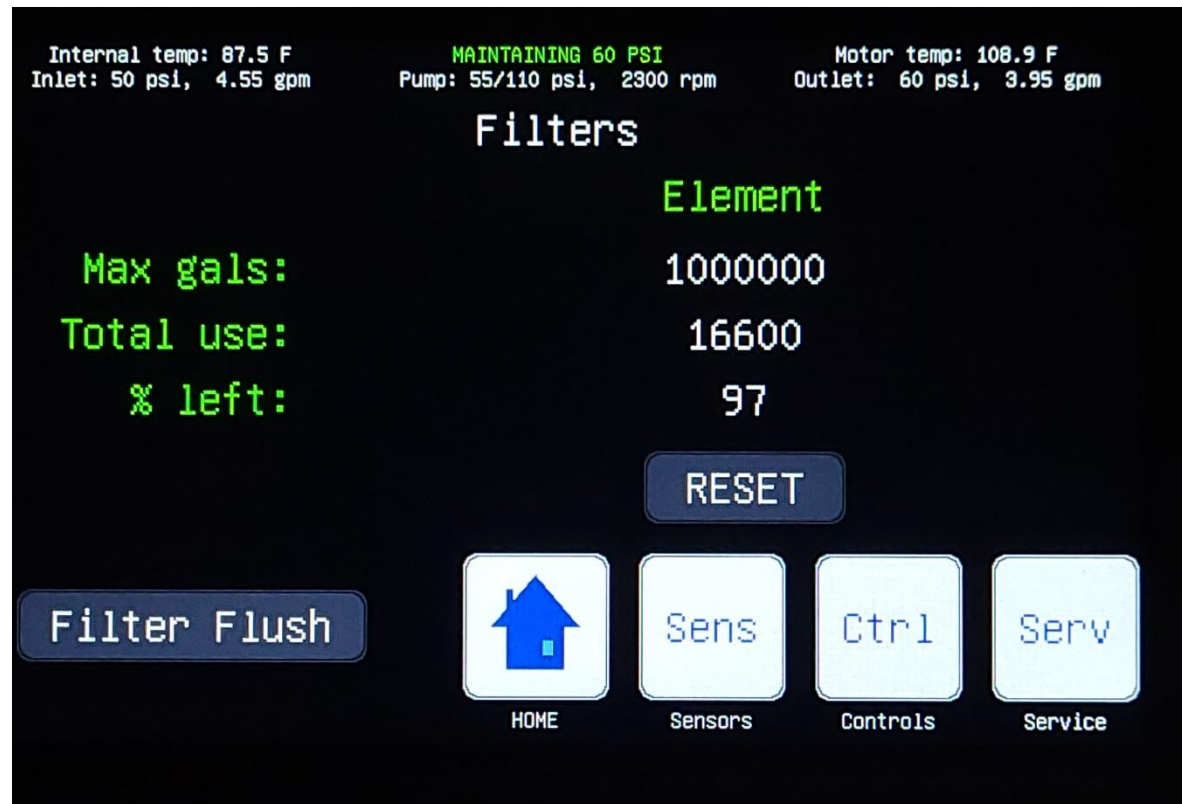 Internal temp: 87.5 F MAINTAINING 60 PSI Motor temp: 108.9 F
Inlet: 50 psi, 4.55 gpm Pump: 55/110 psi, 2300 rpm Outlet: 60 psi, 3.95 gpm
Filters
Element
Max gals: 1000000
Total use: 16600
% left: 97
RESET
Filter Flush Sens Ctrl Serv
HOME Sensors Controls Service